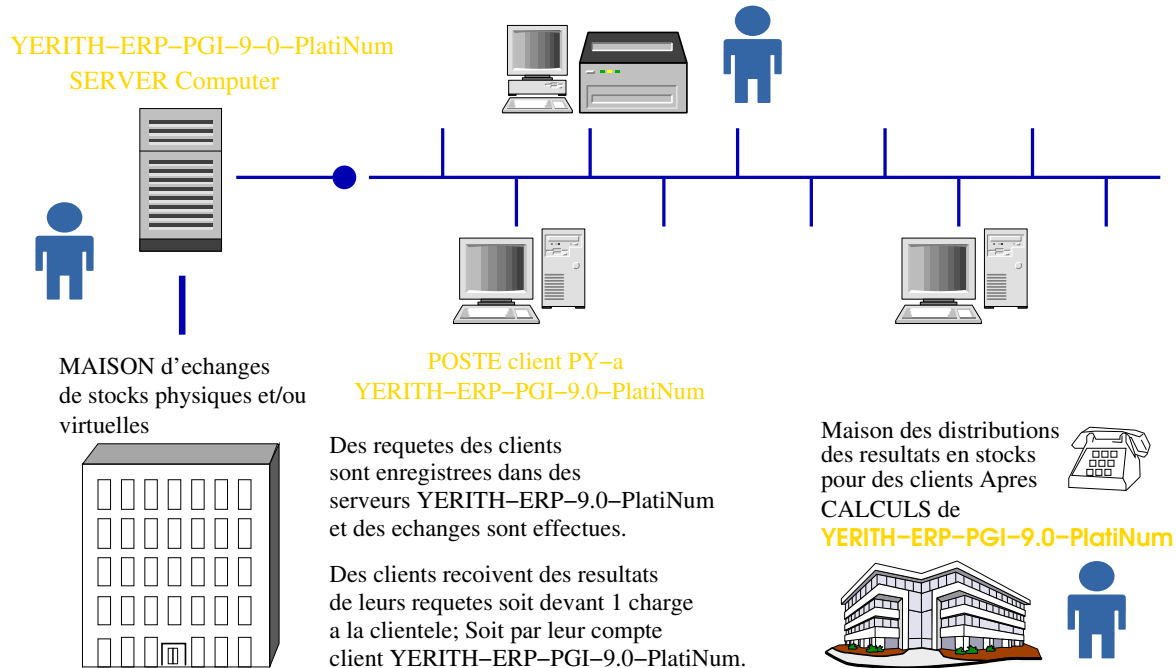 YERITH−ERP−PGI−9−0−PlatiNum
SERVER Computer
MAISON d'echanges
de stocks physiques et/ou
virtuelles
POSTE client PY−a
YERITH−ERP−PGI−9.0−PlatiNum
Des requetes des clients
sont enregistrees dans des
serveurs YERITH−ERP−9.0−PlatiNum
et des echanges sont effectues.
Des clients recoivent des resultats
de leurs requetes soit devant 1 charge
a la clientele; Soit par leur compte
client YERITH−ERP−PGI−9.0−PlatiNum.
Maison des distributions
des resultats en stocks
pour des clients Apres
CALCULS de
YERITH−ERP−PGI−9.0−PlatiNum